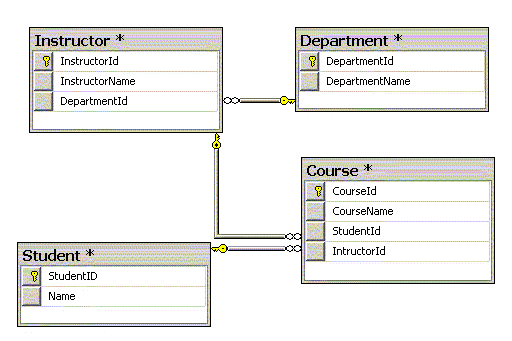 Instructor *
InstructorId
InstructorName
DepartmentId
Department *
DepartmentId
DepartmentName
Course *
CourseId
CourseName
StudentId
IntructorId
Student *
StudentID
Name